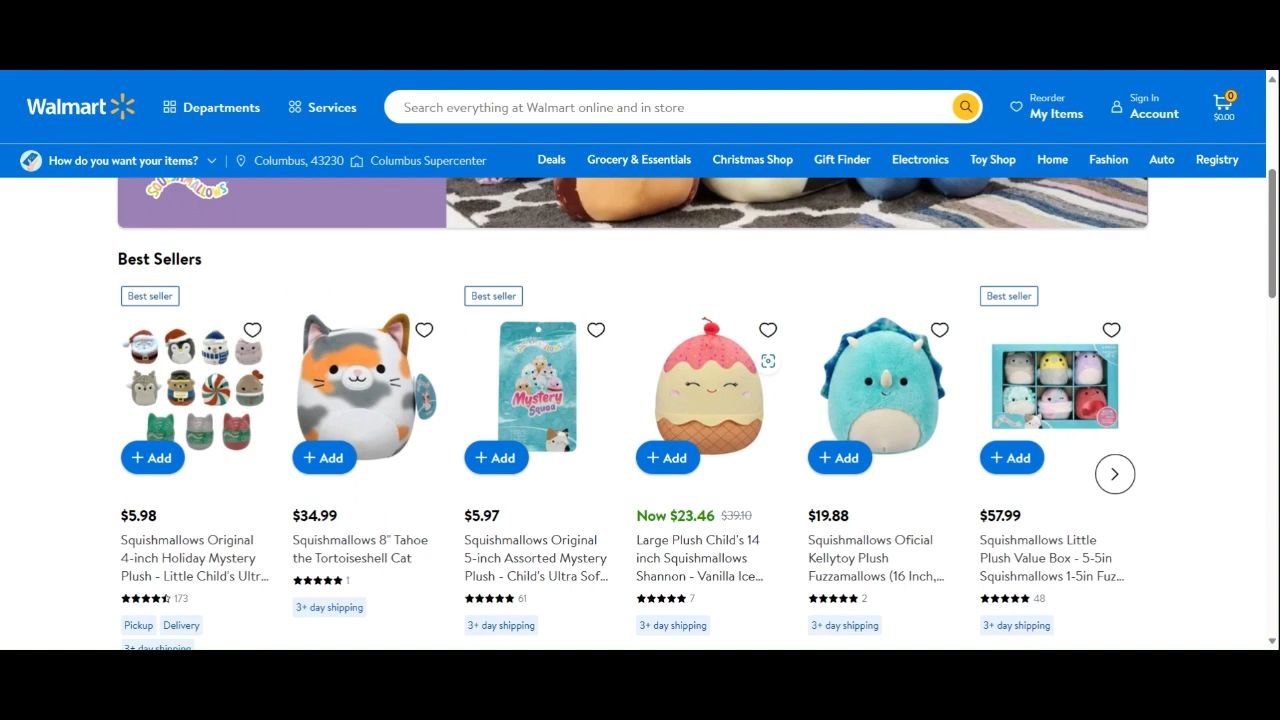 Walmart
Departments
Services
Search everything at Walmart online and in store
Reorder
My Items
Sign In
Account
0
$0.00
How do you want your items?
Columbus, 43230
Columbus Supercenter
Deals
Grocery & Essentials
Christmas Shop
Gift Finder
Electronics
Toy Shop
Home
Fashion
Auto
Registry
SQUISHMALLOWS
Best Sellers
Best seller
Best seller
Best seller
Mystery
Squad
+ Add
+ Add
+ Add
+ Add
+ Add
+ Add
$5.98
Squishmallows Original
4-inch Holiday Mystery
Plush - Little Child's Ultr...
173
Pickup
Delivery
3+ day shipping
$34.99
Squishmallows 8" Tahoe
the Tortoiseshell Cat
1
3+ day shipping
$5.97
Squishmallows Original
5-inch Assorted Mystery
Plush - Child's Ultra Sof...
61
3+ day shipping
Now $23.46 $39.10
Large Plush Child's 14
inch Squishmallows
Shannon - Vanilla Ice...
7
3+ day shipping
$19.88
Squishmallows Oficial
Kellytoy Plush
Fuzzamallows (16 Inch,...
2
3+ day shipping
$57.99
Squishmallows Little
Plush Value Box - 5-5in
Squishmallows 1-5in Fuz...
48
3+ day shipping